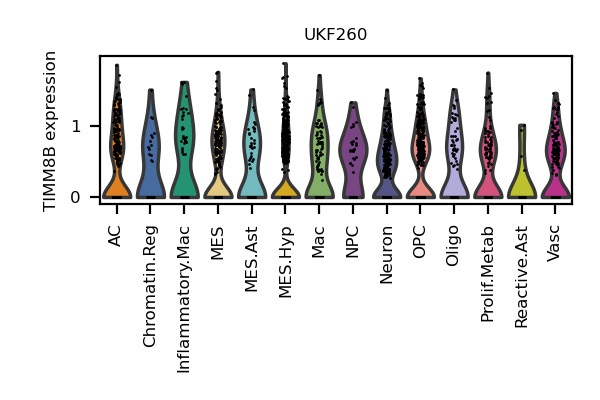 UKF260
TIMM8B expression
1
0
AC
Chromatin.Reg
Inflammatory.Mac
MES
MES.Ast
MES.Hyp
Mac
NPC
Neuron
OPC
Oligo
Prolif.Metab
Reactive.Ast
Vasc